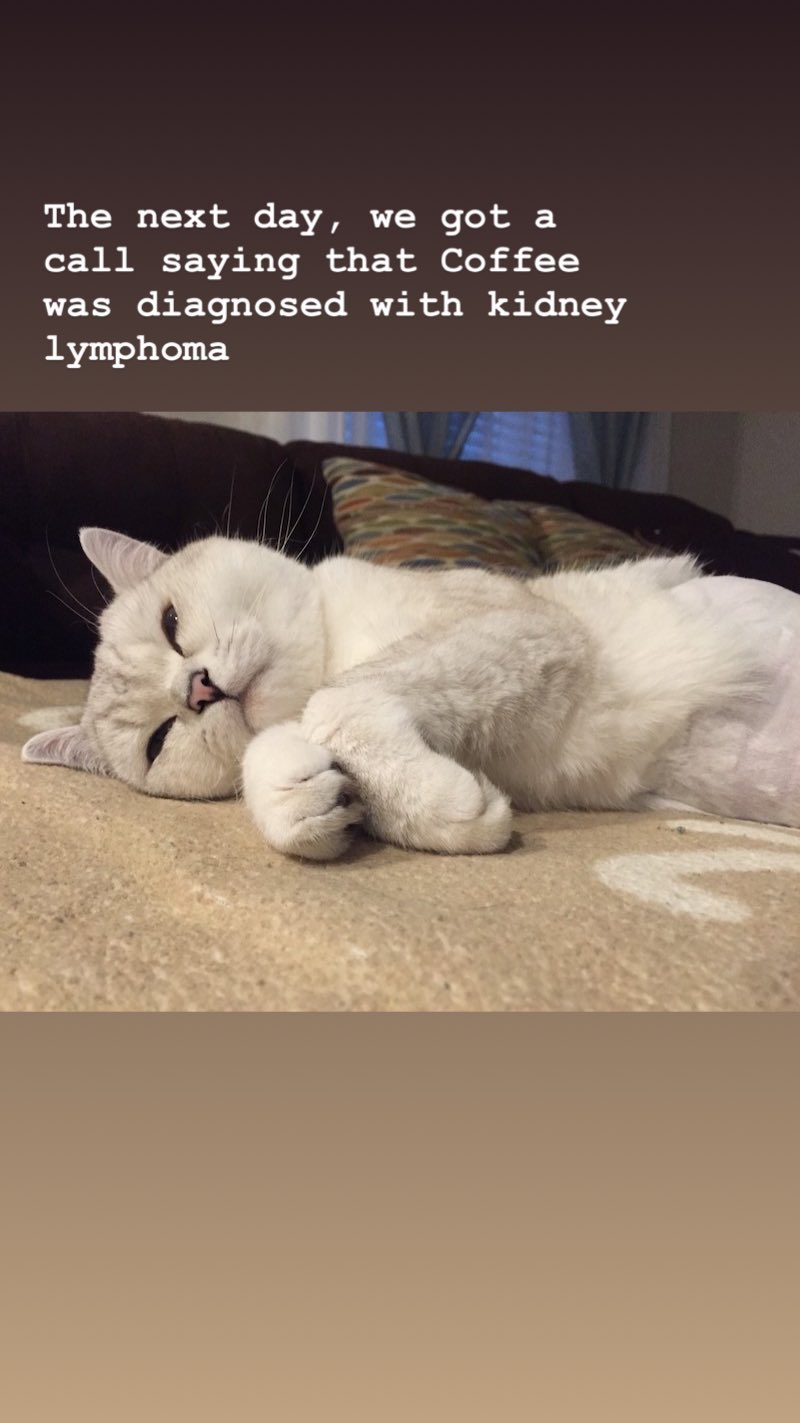 The next day, we got a
call saying that Coffee
was diagnosed with kidney
lymphoma